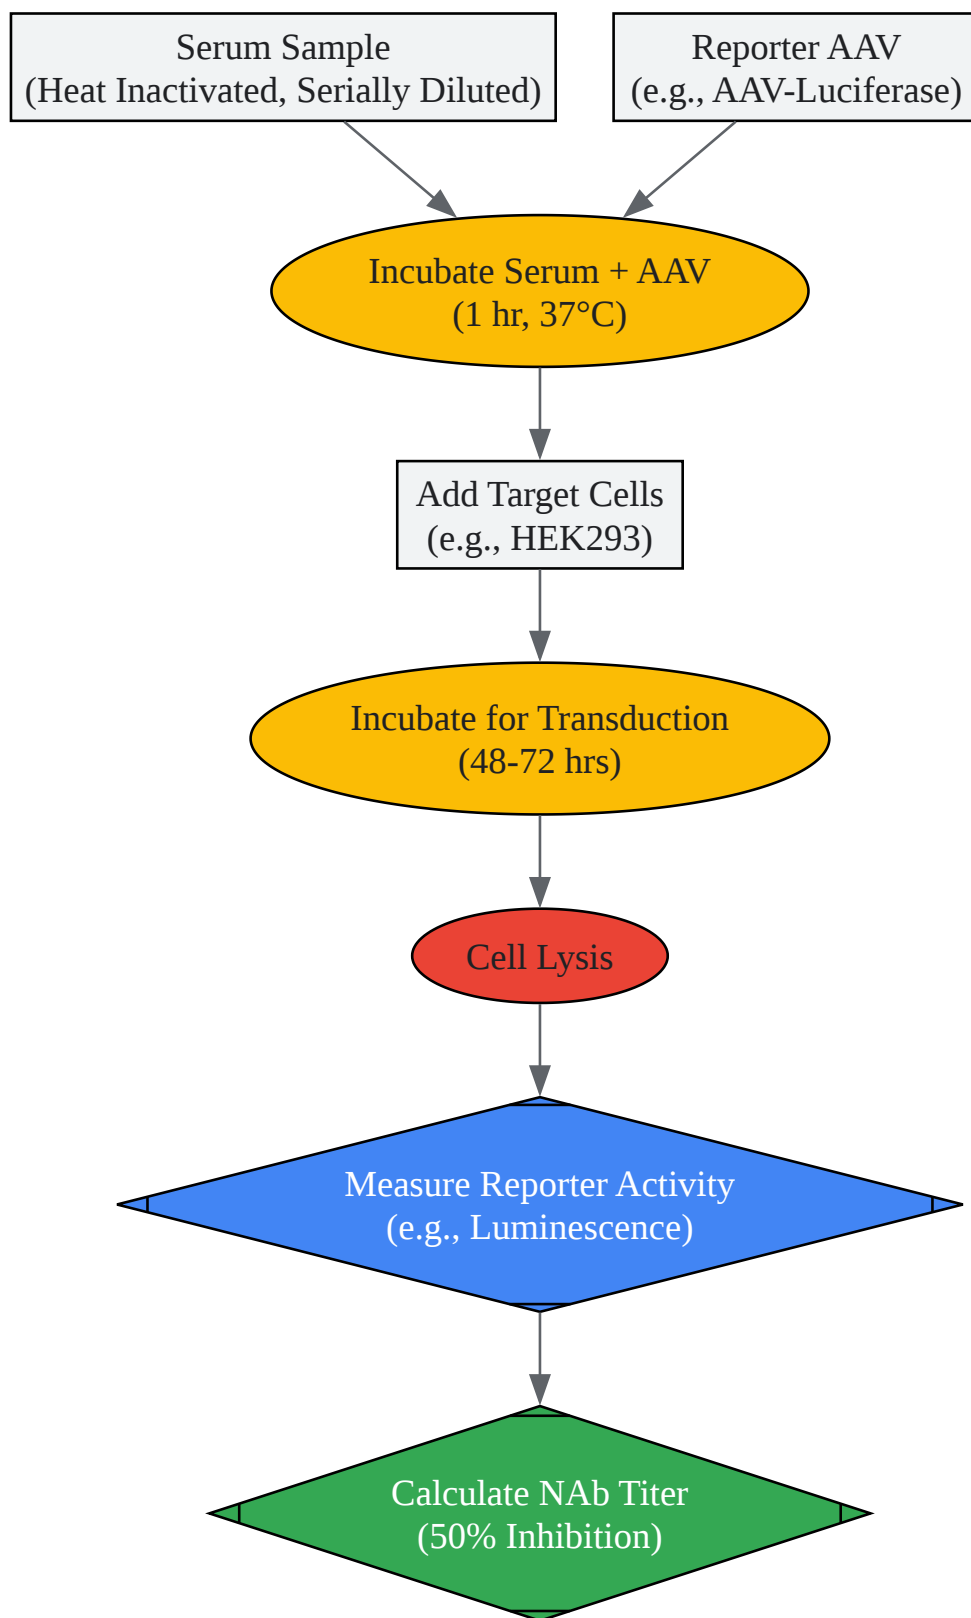 Serum Sample
(Heat Inactivated, Serially Diluted)
Reporter AAV
(e.g., AAV-Luciferase)
Incubate Serum + AAV
(1 hr, 37°C)
Add Target Cells
(e.g., HEK293)
Incubate for Transduction
(48-72 hrs)
Cell Lysis
Measure Reporter Activity
(e.g., Luminescence)
Calculate NAb Titer
(50% Inhibition)